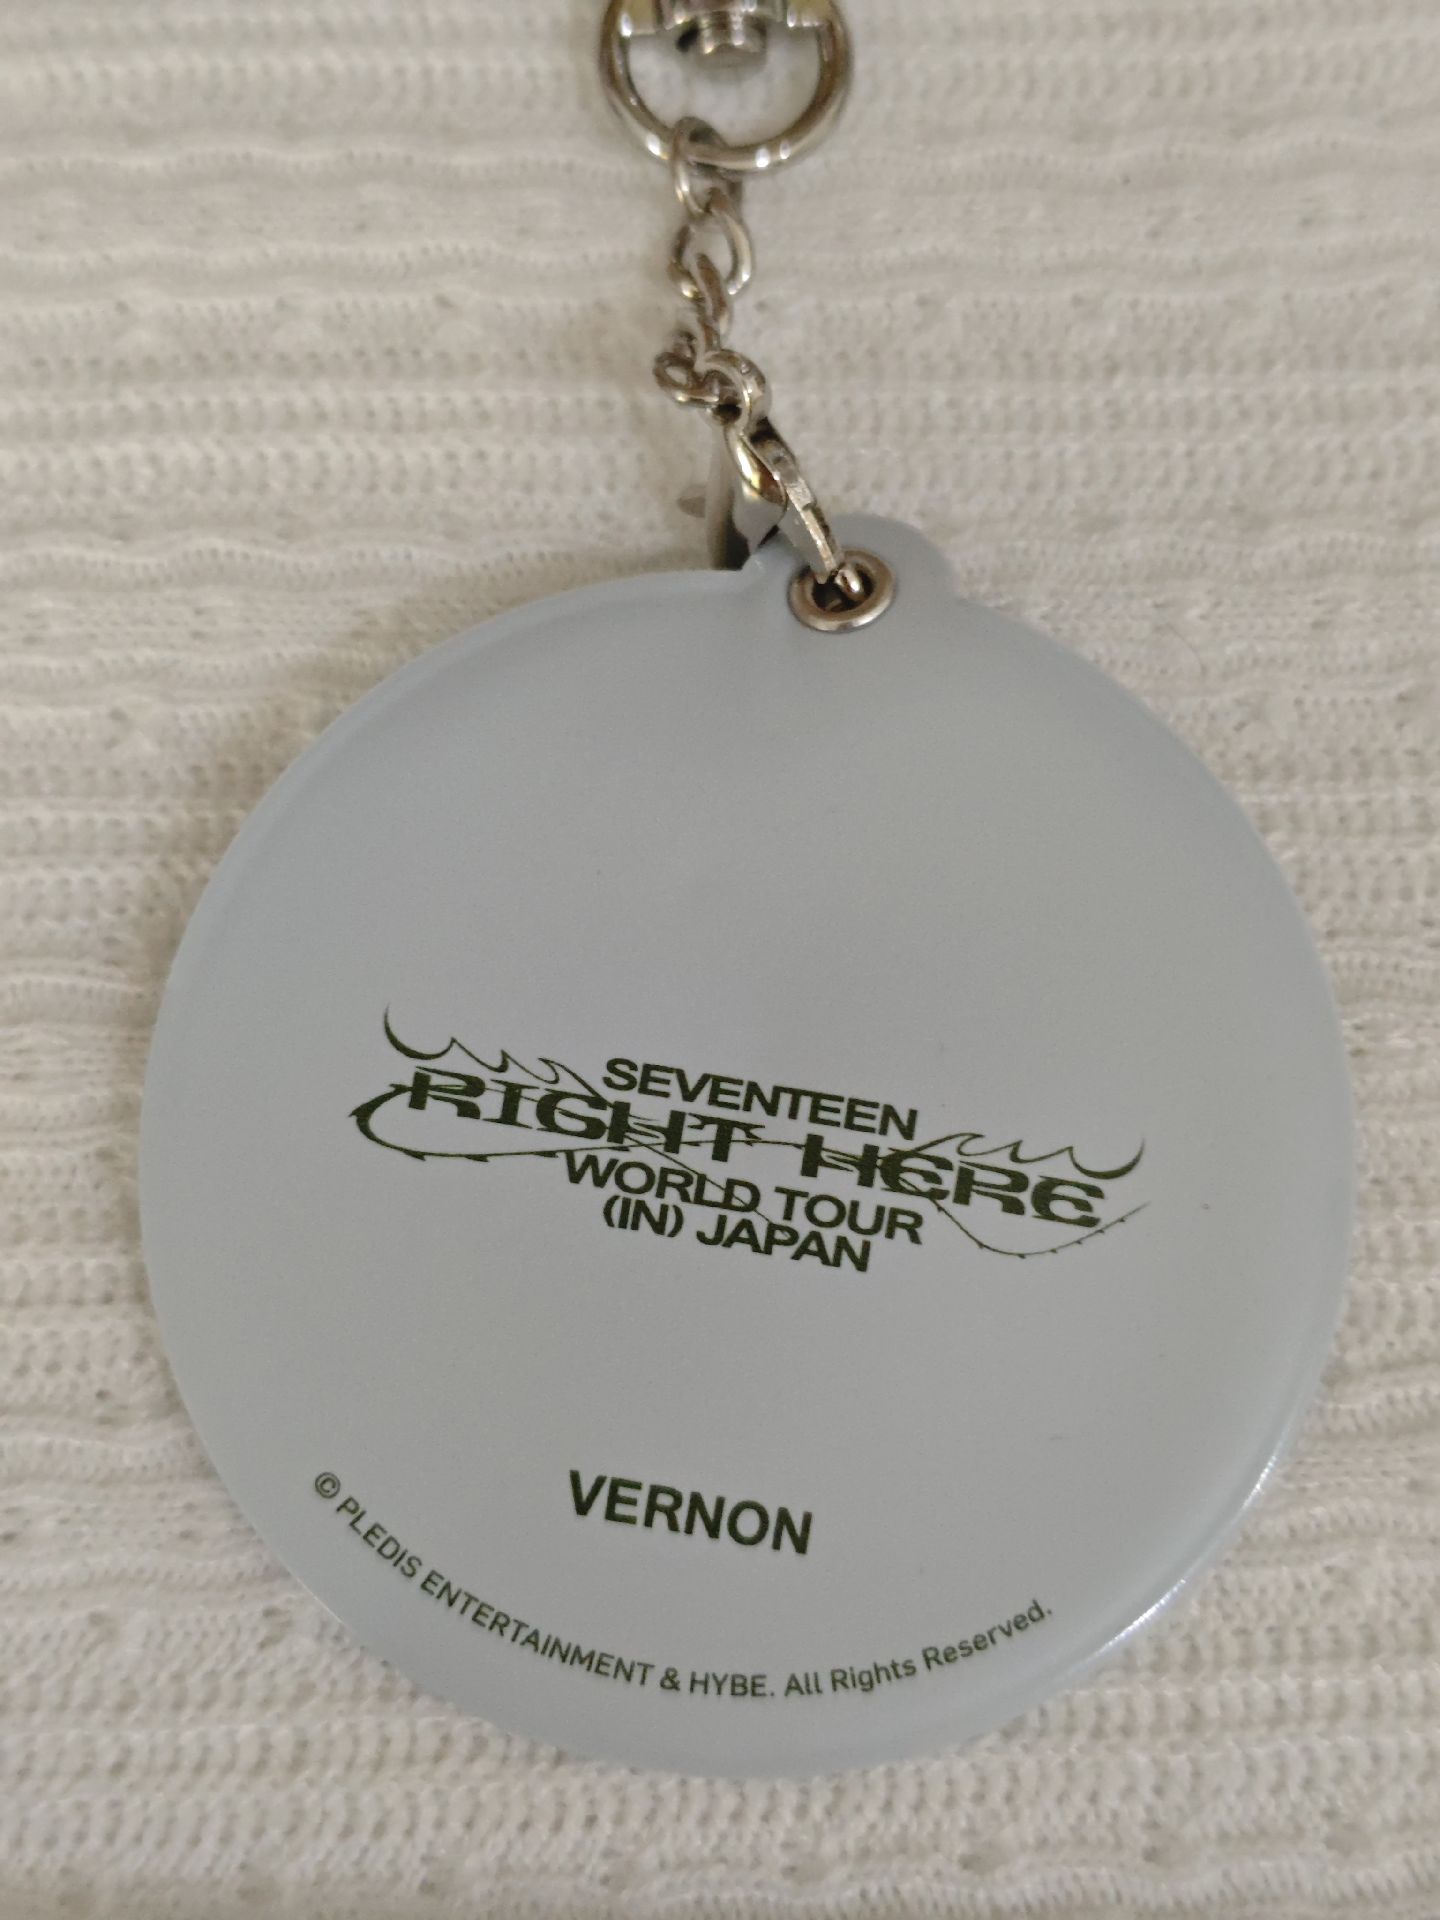 SEVENTEEN
RIGHT HERE
WORLD TOUR
(IN) JAPAN
VERNON
© PLEDIS ENTERTAINMENT & HYBE. All Rights Reserved.